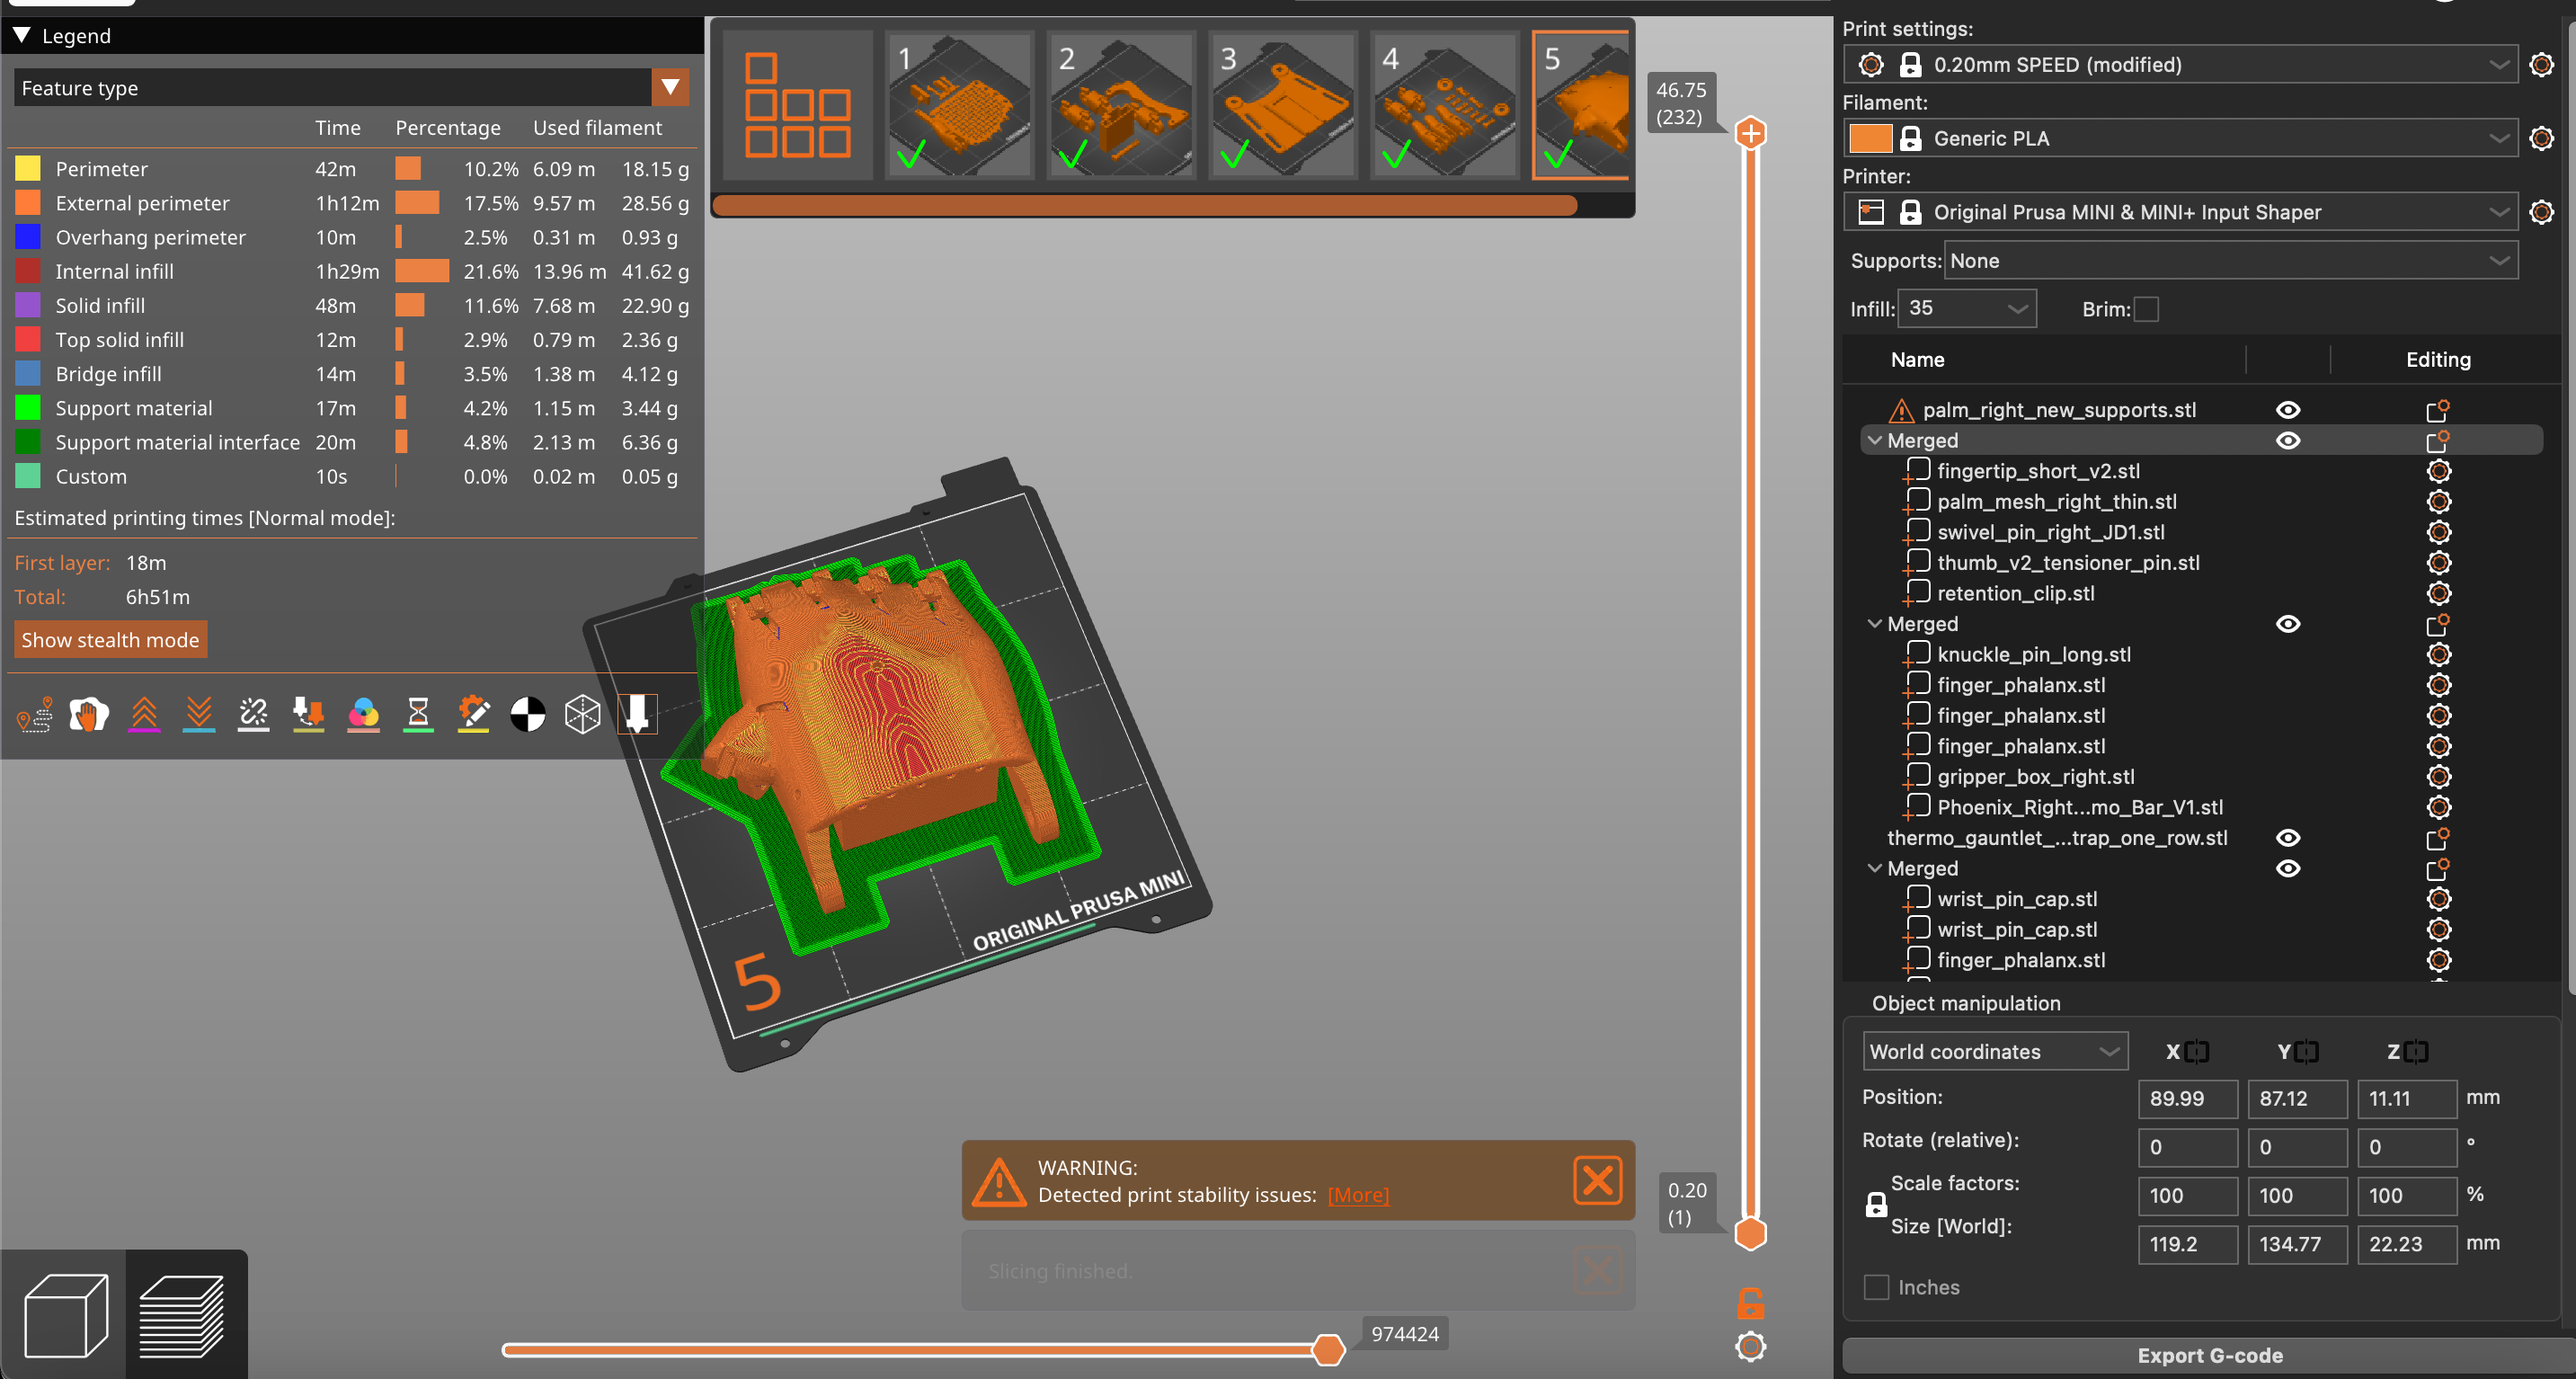 Legend
Feature type
Time Percentage Used filament
Perimeter 42m 10.2% 6.09 m 18.15 g
External perimeter 1h12m 17.5% 9.57 m 28.56 g
Overhang perimeter 10m 2.5% 0.31 m 0.93 g
Internal infill 1h29m 21.6% 13.96 m 41.62 g
Solid infill 48m 11.6% 7.68 m 22.90 g
Top solid infill 12m 2.9% 0.79 m 2.36 g
Bridge infill 14m 3.5% 1.38 m 4.12 g
Support material 17m 4.2% 1.15 m 3.44 g
Support material interface 20m 4.8% 2.13 m 6.36 g
Custom 10s 0.0% 0.02 m 0.05 g
Estimated printing times [Normal mode]:
First layer: 18m
Total: 6h51m
Show stealth mode
1 2 3 4 5
46.75
(232)
ORIGINAL PRUSA MINI
5
WARNING:
Detected print stability issues: [More]
Slicing finished.
0.20
(1)
974424
Print settings:
0.20mm SPEED (modified)
Filament:
Generic PLA
Printer:
Original Prusa MINI & MINI+ Input Shaper
Supports: None
Infill: 35 Brim:
Name Editing
palm_right_new_supports.stl
Merged
fingertip_short_v2.stl
palm_mesh_right_thin.stl
swivel_pin_right_JD1.stl
thumb_v2_tensioner_pin.stl
retention_clip.stl
Merged
knuckle_pin_long.stl
finger_phalanx.stl
finger_phalanx.stl
finger_phalanx.stl
gripper_box_right.stl
Phoenix_Right...mo_Bar_V1.stl
thermo_gauntlet_...trap_one_row.stl
Merged
wrist_pin_cap.stl
wrist_pin_cap.stl
finger_phalanx.stl
Object manipulation
World coordinates X Y Z
Position: 89.99 87.12 11.11 mm
Rotate (relative): 0 0 0 °
Scale factors: 100 100 100 %
Size [World]: 119.2 134.77 22.23 mm
Inches
Export G-code